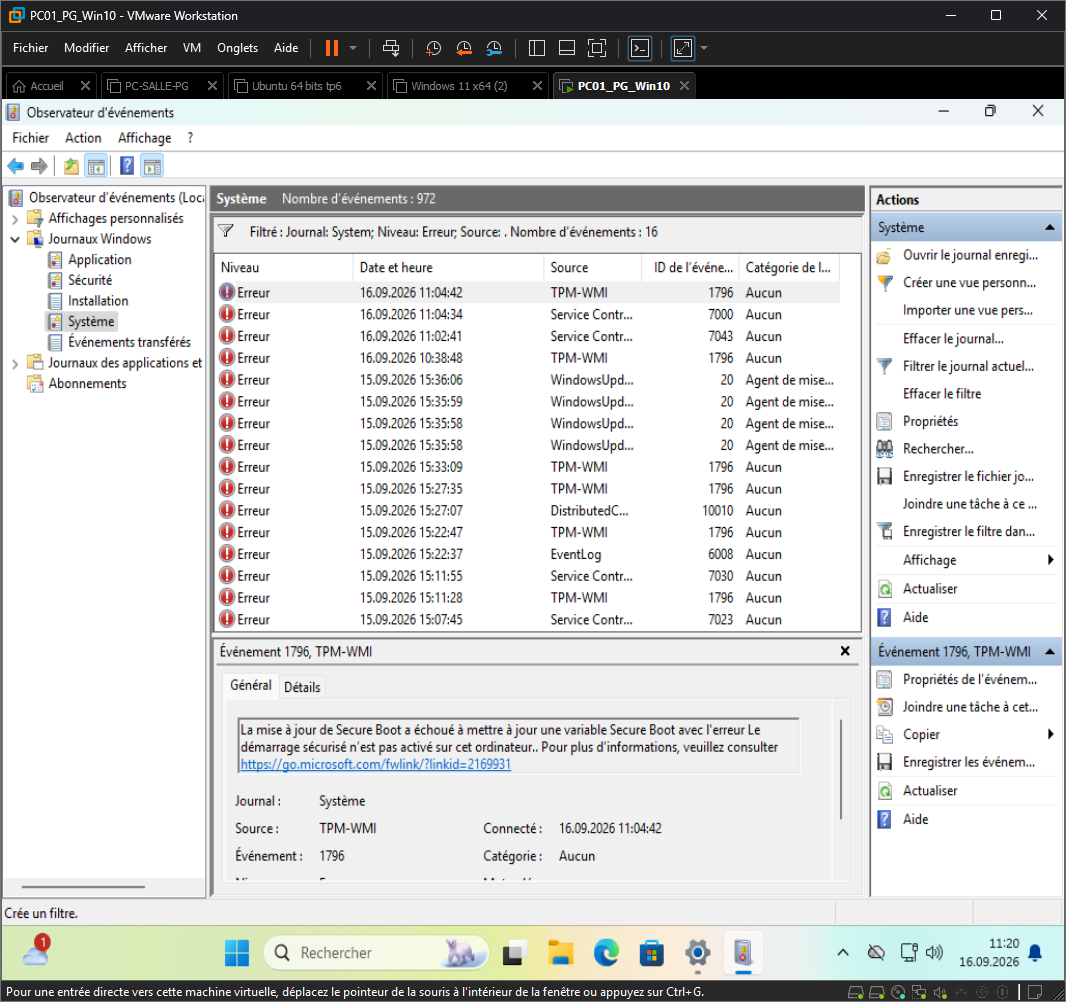 PC01_PG_Win10 - VMware Workstation
Fichier Modifier Afficher VM Onglets Aide
Accueil PC-SALLE-PG Ubuntu 64 bits tp6 Windows 11 x64 (2) PC01_PG_Win10
Observateur d'événements
Fichier Action Affichage ?
Observateur d'événements (Loca
Affichages personnalisés
Journaux Windows
Application
Sécurité
Installation
Système
Événements transférés
Journaux des applications et
Abonnements
Système Nombre d'événements : 972
Filtré : Journal: System; Niveau: Erreur; Source: . Nombre d'événements : 16
Niveau Date et heure Source ID de l'événe... Catégorie de l...
Erreur 16.09.2026 11:04:42 TPM-WMI 1796 Aucun
Erreur 16.09.2026 11:04:34 Service Contr... 7000 Aucun
Erreur 16.09.2026 11:02:41 Service Contr... 7043 Aucun
Erreur 16.09.2026 10:38:48 TPM-WMI 1796 Aucun
Erreur 15.09.2026 15:36:06 WindowsUpd... 20 Agent de mise...
Erreur 15.09.2026 15:35:59 WindowsUpd... 20 Agent de mise...
Erreur 15.09.2026 15:35:58 WindowsUpd... 20 Agent de mise...
Erreur 15.09.2026 15:35:58 WindowsUpd... 20 Agent de mise...
Erreur 15.09.2026 15:33:09 TPM-WMI 1796 Aucun
Erreur 15.09.2026 15:27:35 TPM-WMI 1796 Aucun
Erreur 15.09.2026 15:27:07 DistributedC... 10010 Aucun
Erreur 15.09.2026 15:22:47 TPM-WMI 1796 Aucun
Erreur 15.09.2026 15:22:37 EventLog 6008 Aucun
Erreur 15.09.2026 15:11:55 Service Contr... 7030 Aucun
Erreur 15.09.2026 15:11:28 TPM-WMI 1796 Aucun
Erreur 15.09.2026 15:07:45 Service Contr... 7023 Aucun
Événement 1796, TPM-WMI
Général Détails
La mise à jour de Secure Boot a échoué à mettre à jour une variable Secure Boot avec l'erreur Le
démarrage sécurisé n'est pas activé sur cet ordinateur.. Pour plus d'informations, veuillez consulter
https://go.microsoft.com/fwlink/?linkid=2169931
Journal : Système
Source : TPM-WMI Connecté : 16.09.2026 11:04:42
Événement : 1796 Catégorie : Aucun
Actions
Système
Ouvrir le journal enregi...
Créer une vue personn...
Importer une vue pers...
Effacer le journal...
Filtrer le journal actuel...
Effacer le filtre
Propriétés
Rechercher...
Enregistrer le fichier jo...
Joindre une tâche à ce ...
Enregistrer le filtre dan...
Affichage
Actualiser
Aide
Événement 1796, TPM-WMI
Propriétés de l'événem...
Joindre une tâche à cet...
Copier
Enregistrer les événem...
Actualiser
Aide
Crée un filtre.
1
Rechercher
11:20
16.09.2026
Pour une entrée directe vers cette machine virtuelle, déplacez le pointeur de la souris à l'intérieur de la fenêtre ou appuyez sur Ctrl+G.